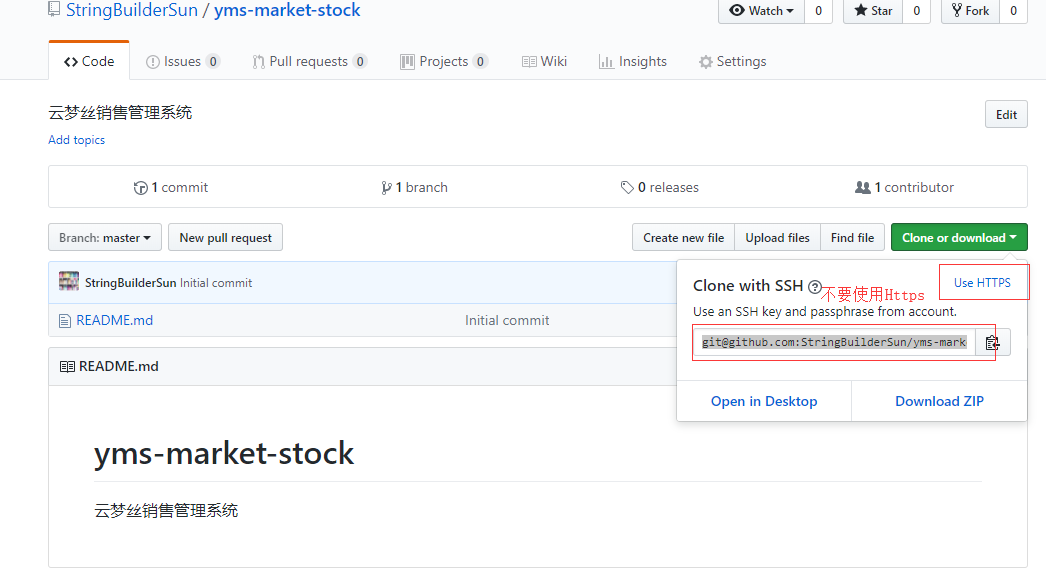 StringBuilderSun / yms-market-stock
Watch 0 Star 0 Fork 0
Code Issues 0 Pull requests 0 Projects 0 Wiki Insights Settings
云梦丝销售管理系统
Edit
Add topics
1 commit 1 branch 0 releases 1 contributor
Branch: master New pull request Create new file Upload files Find file Clone or download
StringBuilderSun Initial commit
README.md Initial commit
Clone with SSH ? Use HTTPS
不要使用Https
Use an SSH key and passphrase from account.
git@github.com:StringBuilderSun/yms-mark
Open in Desktop Download ZIP
README.md
yms-market-stock
云梦丝销售管理系统